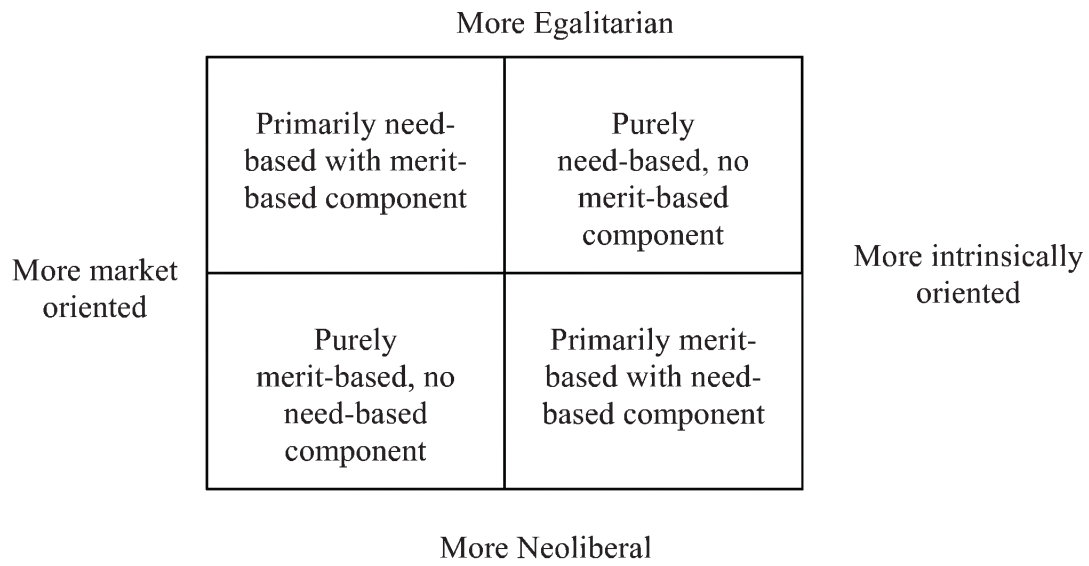 More Egalitarian
Primarily need-
based with merit-
based component
Purely
need-based, no
merit-based
component
More market
oriented
More intrinsically
oriented
Purely
merit-based, no
need-based
component
Primarily merit-
based with need-
based component
More Neoliberal